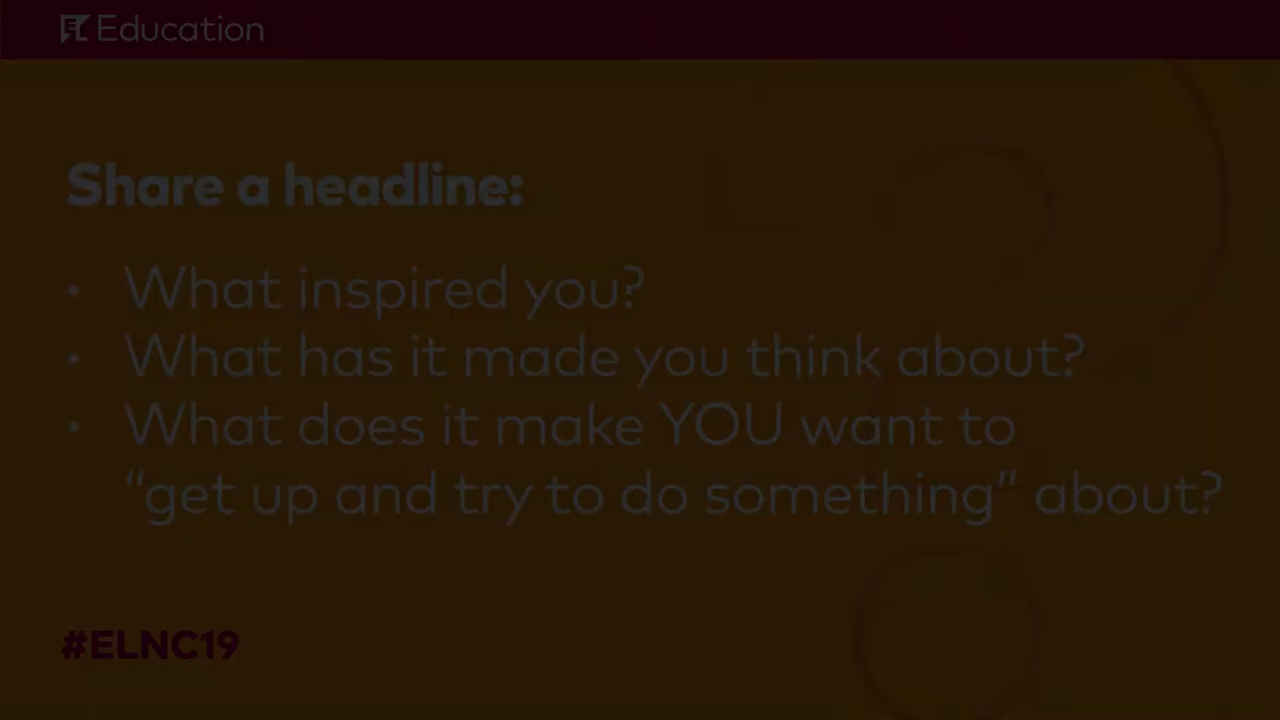 EL Education
Share a headline:
• What inspired you?
• What has it made you think about?
• What does it make YOU want to
“get up and try to do something” about?
#ELNC19